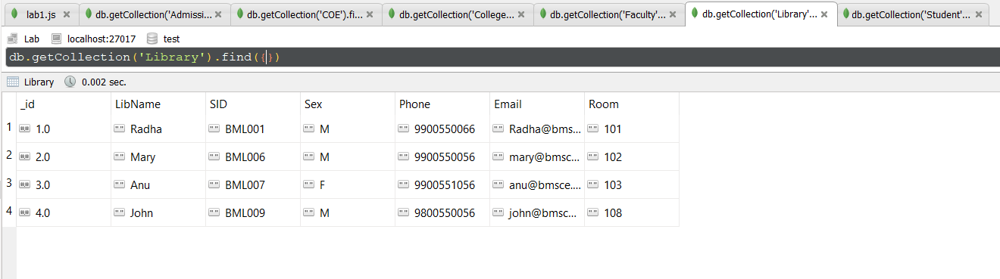 lab1.js db.getCollection('Admissi... db.getCollection('COE').fi... db.getCollection('College... db.getCollection('Faculty'... db.getCollection('Library'... db.getCollection('Student'...
Lab localhost:27017 test
db.getCollection('Library').find({})
Library 0.002 sec.
_id LibName SID Sex Phone Email Room
1 1.0 Radha BML001 M 9900550066 Radha@bms... 101
2 2.0 Mary BML006 M 9900550056 mary@bmsc... 102
3 3.0 Anu BML007 F 9900551056 anu@bmsce.... 103
4 4.0 John BML009 M 9800550056 john@bmsc... 108